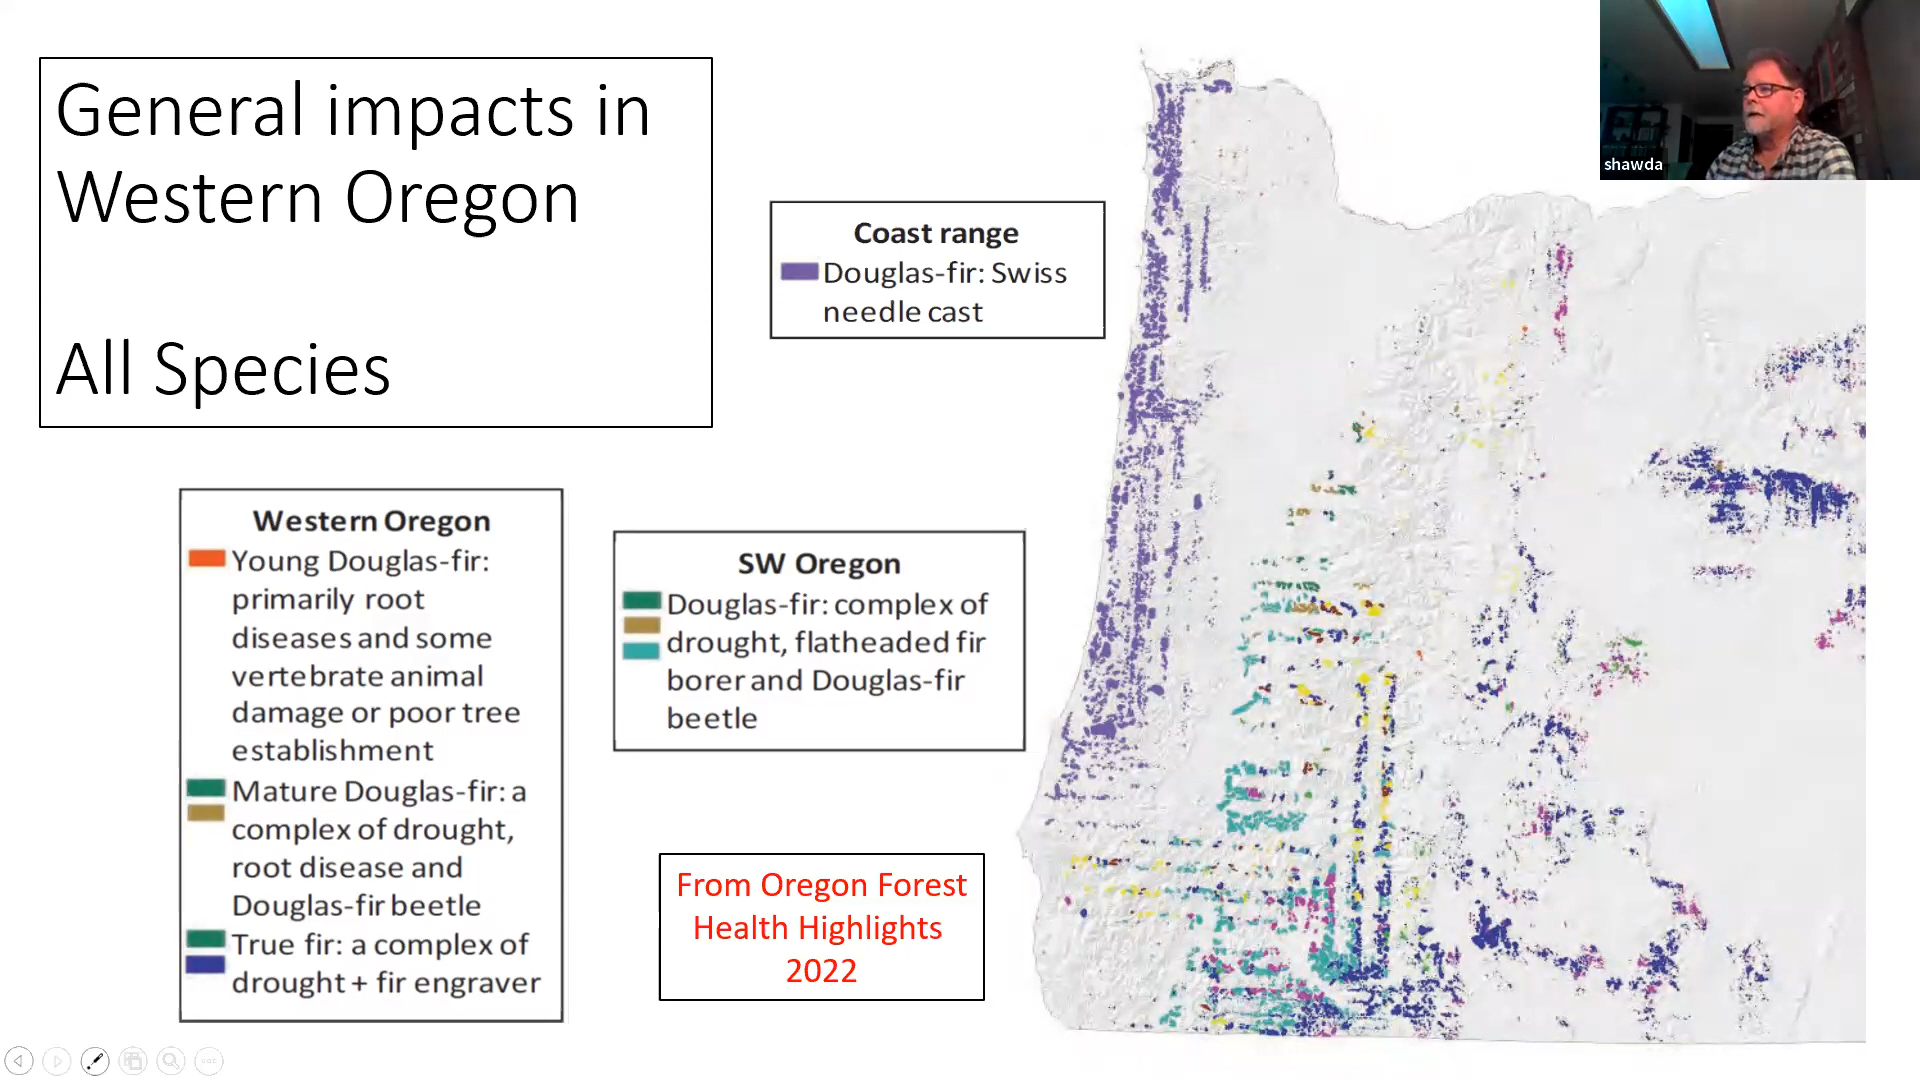 General impacts in
Western Oregon
All Species
shawda
Coast range
Douglas-fir: Swiss
needle cast
Western Oregon
Young Douglas-fir:
primarily root
diseases and some
vertebrate animal
damage or poor tree
establishment
Mature Douglas-fir: a
complex of drought,
root disease and
Douglas-fir beetle
True fir: a complex of
drought + fir engraver
SW Oregon
Douglas-fir: complex of
drought, flatheaded fir
borer and Douglas-fir
beetle
From Oregon Forest
Health Highlights
2022